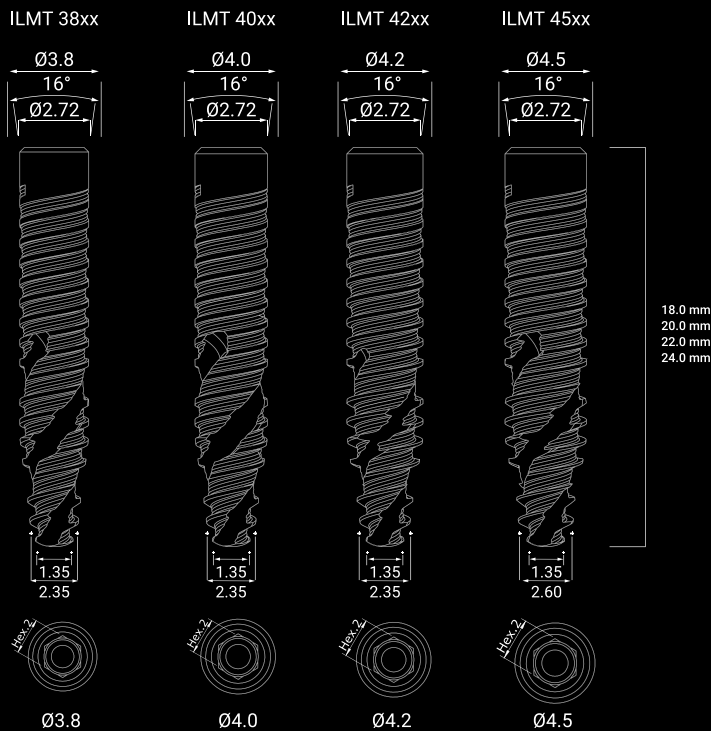 ILMT 38xx ILMT 40xx ILMT 42xx ILMT 45xx
Ø3.8 Ø4.0 Ø4.2 Ø4.5
16° 16° 16° 16°
Ø2.72 Ø2.72 Ø2.72 Ø2.72
18.0 mm
20.0 mm
22.0 mm
24.0 mm
1.35 1.35 1.35 1.35
2.35 2.35 2.35 2.60
Hex.2 Hex.2 Hex.2 Hex.2
Ø3.8 Ø4.0 Ø4.2 Ø4.5